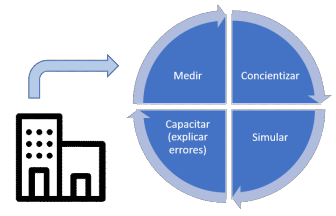 Medir
Concientizar
Capacitar
(explicar
errores)
Simular